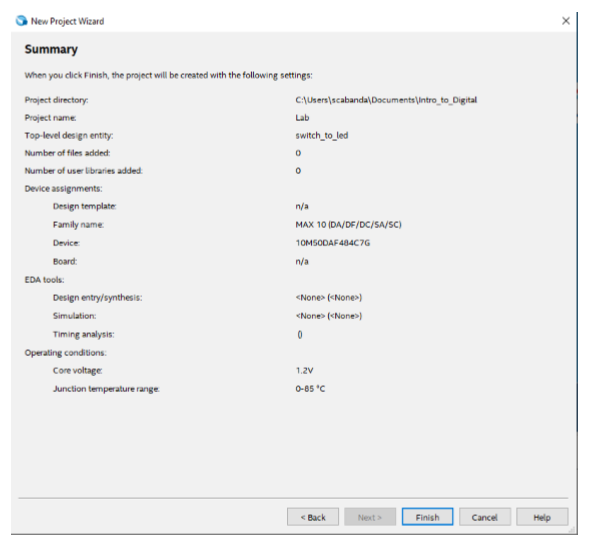 New Project Wizard
Summary
When you click Finish, the project will be created with the following settings:
Project directory: C:\Users\scabanda\Documents\Intro_to_Digital
Project name: Lab
Top-level design entity: switch_to_led
Number of files added: 0
Number of user libraries added: 0
Device assignments:
Design template: n/a
Family name: MAX 10 (DA/DF/DC/SA/SC)
Device: 10M50DAF484C7G
Board: n/a
EDA tools:
Design entry/synthesis: <None> (<None>)
Simulation: <None> (<None>)
Timing analysis: ()
Operating conditions:
Core voltage: 1.2V
Junction temperature range: 0-85 °C
< Back Next > Finish Cancel Help